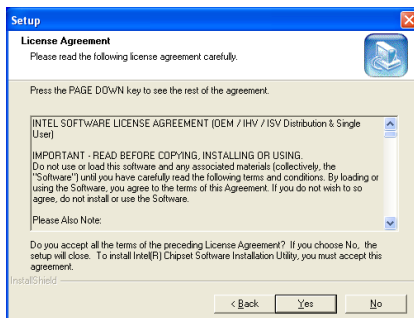 Setup
License Agreement
Please read the following license agreement carefully.
Press the PAGE DOWN key to see the rest of the agreement.
INTEL SOFTWARE LICENSE AGREEMENT (OEM / IHV / ISV Distribution & Single
User)
IMPORTANT - READ BEFORE COPYING, INSTALLING OR USING.
Do not use or load this software and any associated materials (collectively, the
"Software") until you have carefully read the following terms and conditions. By loading or
using the Software, you agree to the terms of this Agreement. If you do not wish to so
agree, do not install or use the Software.
Please Also Note:
Do you accept all the terms of the preceding License Agreement? If you choose No, the
setup will close. To install Intel(R) Chipset Software Installation Utility, you must accept this
agreement.
InstallShield
< Back
Yes
No